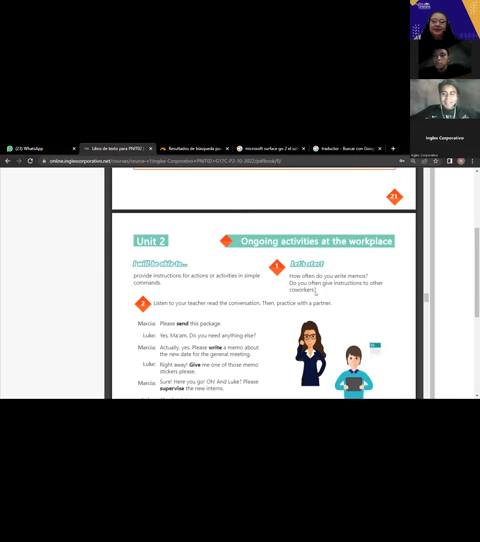 Ingles Corporativo
Ingles Corporativo
(23) WhatsApp
Libro de texto para PNIT02 |
Resultados de búsqueda pa
microsoft surface go 2 el sa
traductor - Buscar con Goog
online.inglescorporativo.net/courses/course-v1:Ingles-Corporativo+PNIT02+G17C-P2-10-2022/pdfbook/0/
21
Unit 2
Ongoing activities at the workplace
I will be able to...
provide instructions for actions or activities in simple
commands.
1
Let's start
How often do you write memos?
Do you often give instructions to other
coworkers?
2
Listen to your teacher read the conversation. Then, practice with a partner.
Marcia: Please send this package.
Luke: Yes, Ma'am. Do you need anything else?
Marcia: Actually, yes. Please write a memo about
the new date for the general meeting.
Luke: Right away! Give me one of those memo
stickers please.
Marcia: Sure! Here you go! Oh! And Luke? Please
supervise the new interns.